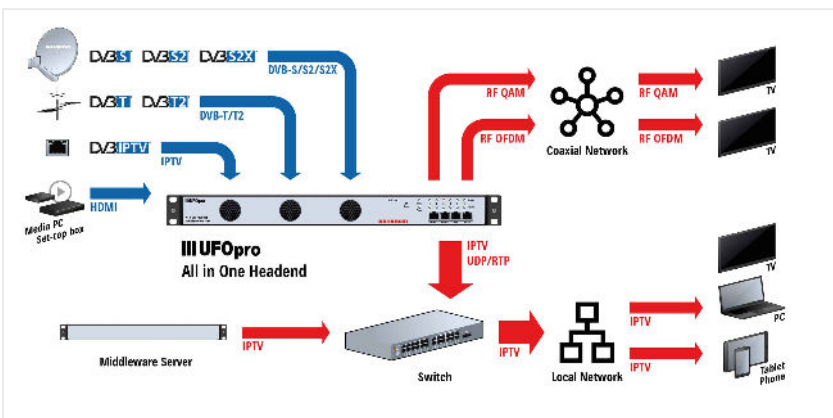 DVB S DVB S2 DVB S2X
DVB-S/S2/S2X
DVB T DVB T2
DVB-T/T2
DVB IPTV
IPTV
Media PC
Set-top box
HDMI
RF QAM
RF OFDM
Coaxial Network
RF QAM
RF OFDM
TV
TV
UFOpro
All in One Headend
IPTV
UDP/RTP
Middleware Server
IPTV
Switch
IPTV
Local Network
IPTV
IPTV
TV
PC
Tablet
Phone